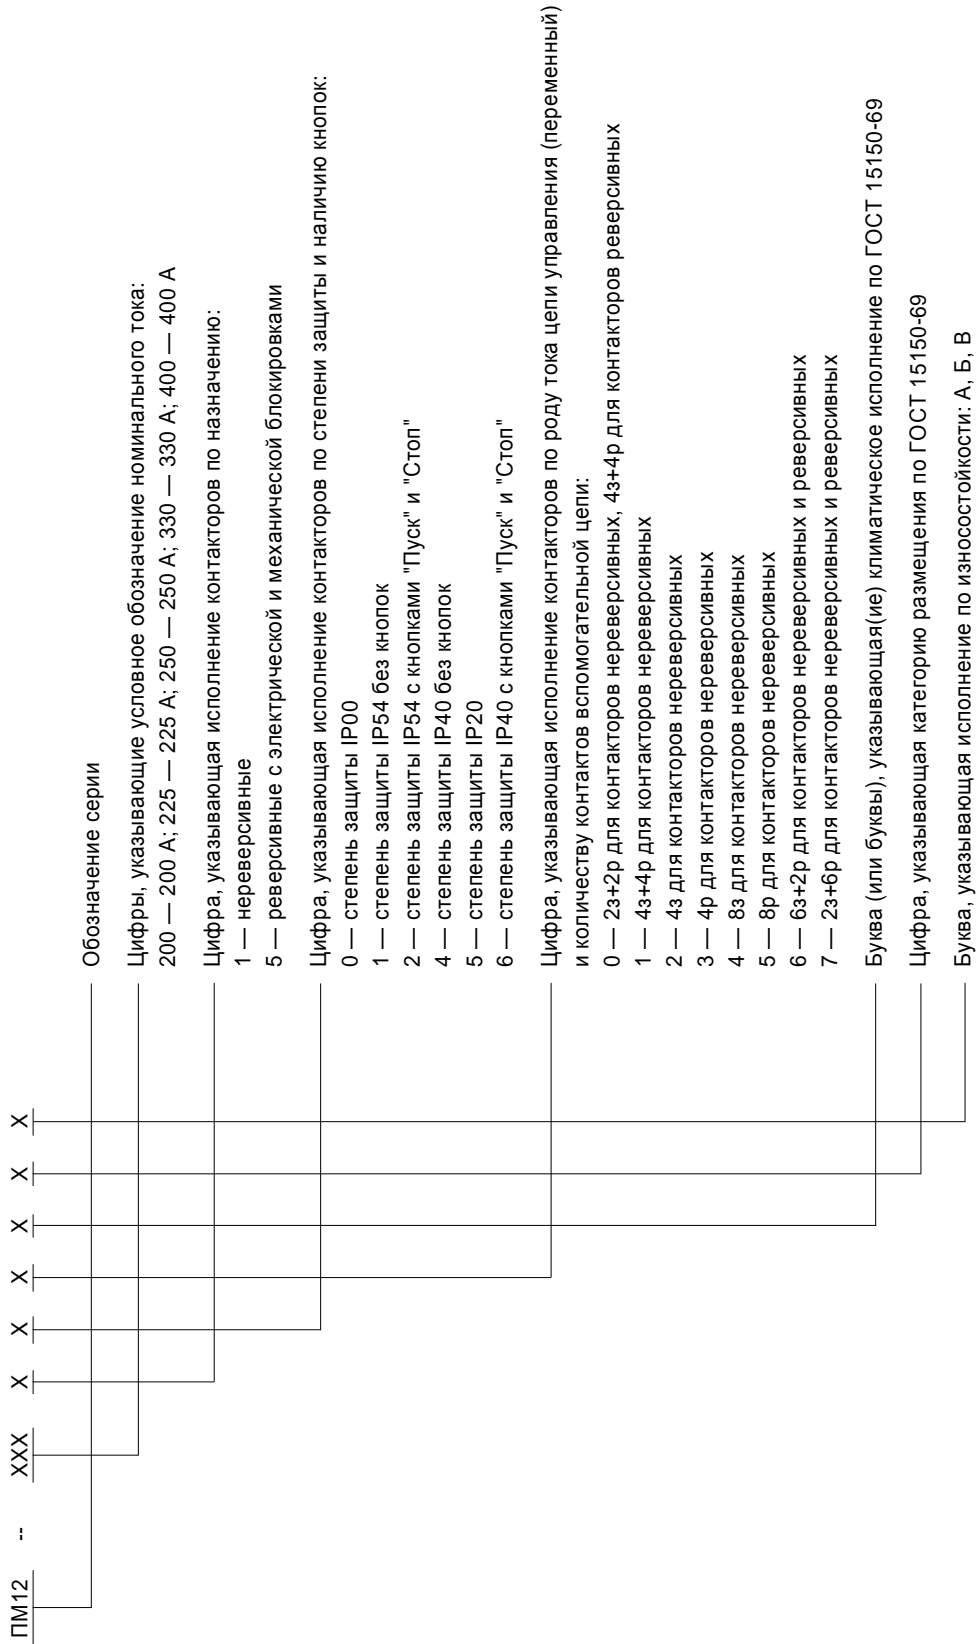 ПМ12 -- XXX X X X X X X
Обозначение серии
Цифры, указывающие условное обозначение номинального тока:
200 — 200 А; 225 — 225 А; 250 — 250 А; 330 — 330 А; 400 — 400 А
Цифра, указывающая исполнение контакторов по назначению:
1 — нереверсивные
5 — реверсивные с электрической и механической блокировками
Цифра, указывающая исполнение контакторов по степени защиты и наличию кнопок:
0 — степень защиты IP00
1 — степень защиты IP54 без кнопок
2 — степень защиты IP54 с кнопками "Пуск" и "Стоп"
4 — степень защиты IP40 без кнопок
5 — степень защиты IP20
6 — степень защиты IP40 с кнопками "Пуск" и "Стоп"
Цифра, указывающая исполнение контакторов по роду тока цепи управления (переменный)
и количеству контактов вспомогательной цепи:
0 — 2з+2р для контакторов нереверсивных, 4з+4р для контакторов реверсивных
1 — 4з+4р для контакторов нереверсивных
2 — 4з для контакторов нереверсивных
3 — 4р для контакторов нереверсивных
4 — 8з для контакторов нереверсивных
5 — 8р для контакторов нереверсивных
6 — 6з+2р для контакторов нереверсивных и реверсивных
7 — 2з+6р для контакторов нереверсивных и реверсивных
Буква (или буквы), указывающая(ие) климатическое исполнение по ГОСТ 15150-69
Цифра, указывающая категорию размещения по ГОСТ 15150-69
Буква, указывающая исполнение по износостойкости: А, Б, В